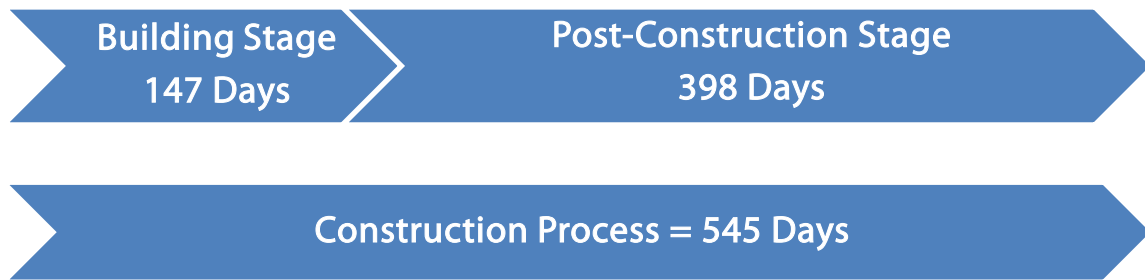 Building Stage
147 Days
Post-Construction Stage
398 Days
Construction Process = 545 Days